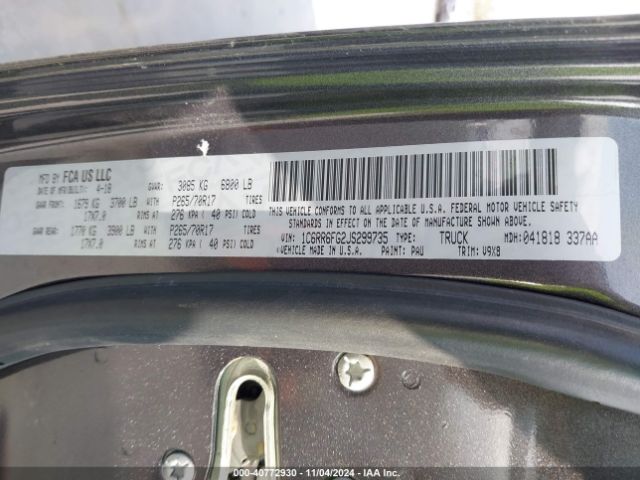 MFD BY FCA US LLC
DATE OF MFR/BUILT: 4-18 GVWR: 3085 KG 6800 LB
GAWR FRONT: 1679 KG 3700 LB WITH P265/70R17 TIRES
17X7.0 RIMS AT 276 KPA ( 40 PSI) COLD
GAWR REAR: 1770 KG 3900 LB WITH P265/70R17 TIRES
17X7.0 RIMS AT 276 KPA ( 40 PSI) COLD
THIS VEHICLE CONFORMS TO ALL APPLICABLE U.S.A. FEDERAL MOTOR VEHICLE SAFETY
STANDARDS IN EFFECT ON THE DATE OF MANUFACTURE SHOWN ABOVE.
VIN: 1C6RR6FG2JS299735 TYPE: TRUCK MDH: 041818 337AA
VEHICLE MADE IN U.S.A. PAINT: PAU TRIM: V9X8
00-40772930 - 11/04/2024 - IAA Inc.